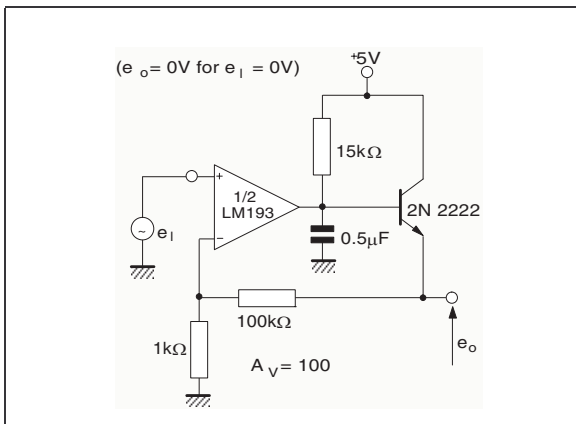 (e o = 0V for e I = 0V)
+5V
15kΩ
+
1/2
LM193
−
2N 2222
~
e I
0.5μF
100kΩ
1kΩ
A V = 100
e o